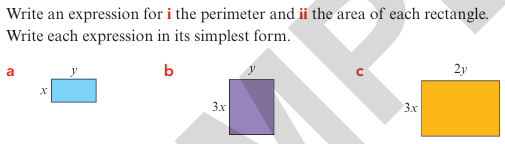 Write an expression for i the perimeter and ii the area of each rectangle.
Write each expression in its simplest form.
a
y
x
b
y
3x
c
2y
3x